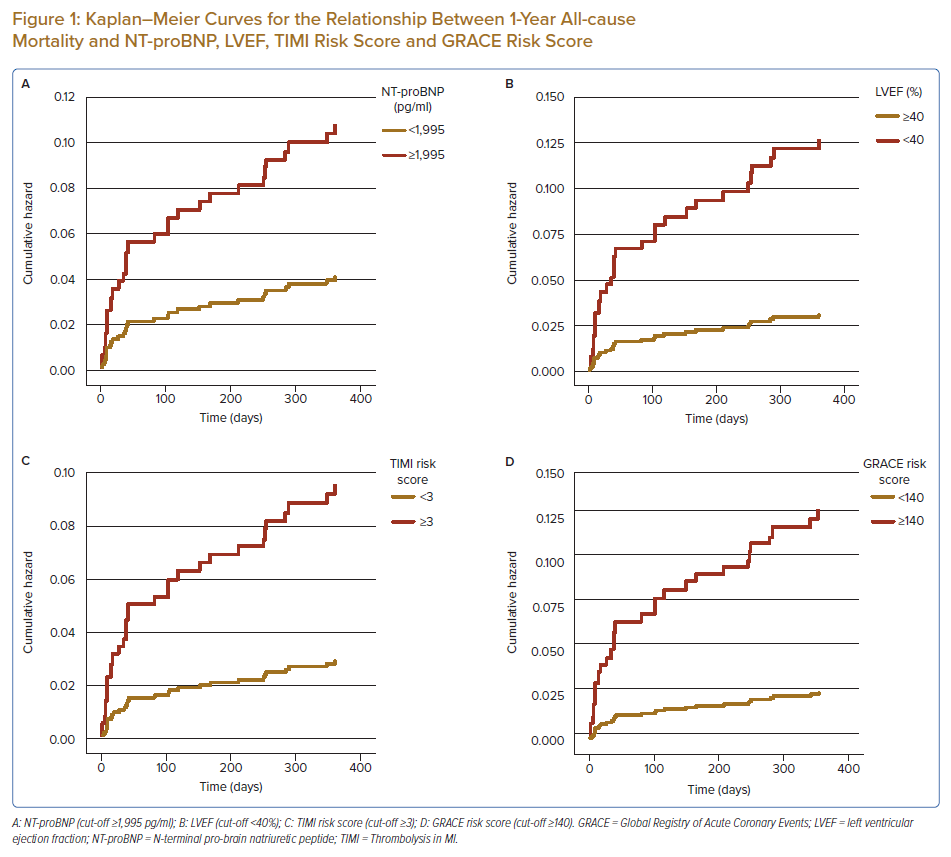 Figure 1: Kaplan–Meier Curves for the Relationship Between 1-Year All-cause
Mortality and NT-proBNP, LVEF, TIMI Risk Score and GRACE Risk Score
A
NT-proBNP
(pg/ml)
<1,995
≥1,995
0.12
0.10
0.08
0.06
0.04
0.02
0.00
Cumulative hazard
0 100 200 300 400
Time (days)
B
LVEF (%)
≥40
<40
0.150
0.125
0.100
0.075
0.050
0.025
0.000
Cumulative hazard
0 100 200 300 400
Time (days)
C
TIMI risk
score
<3
≥3
0.10
0.08
0.06
0.04
0.02
0.00
Cumulative hazard
0 100 200 300 400
Time (days)
D
GRACE risk
score
<140
≥140
0.150
0.125
0.100
0.075
0.050
0.025
0.000
Cumulative hazard
0 100 200 300 400
Time (days)
A: NT-proBNP (cut-off ≥1,995 pg/ml); B: LVEF (cut-off <40%); C: TIMI risk score (cut-off ≥3); D: GRACE risk score (cut-off ≥140). GRACE = Global Registry of Acute Coronary Events; LVEF = left ventricular
ejection fraction; NT-proBNP = N-terminal pro-brain natriuretic peptide; TIMI = Thrombolysis in MI.